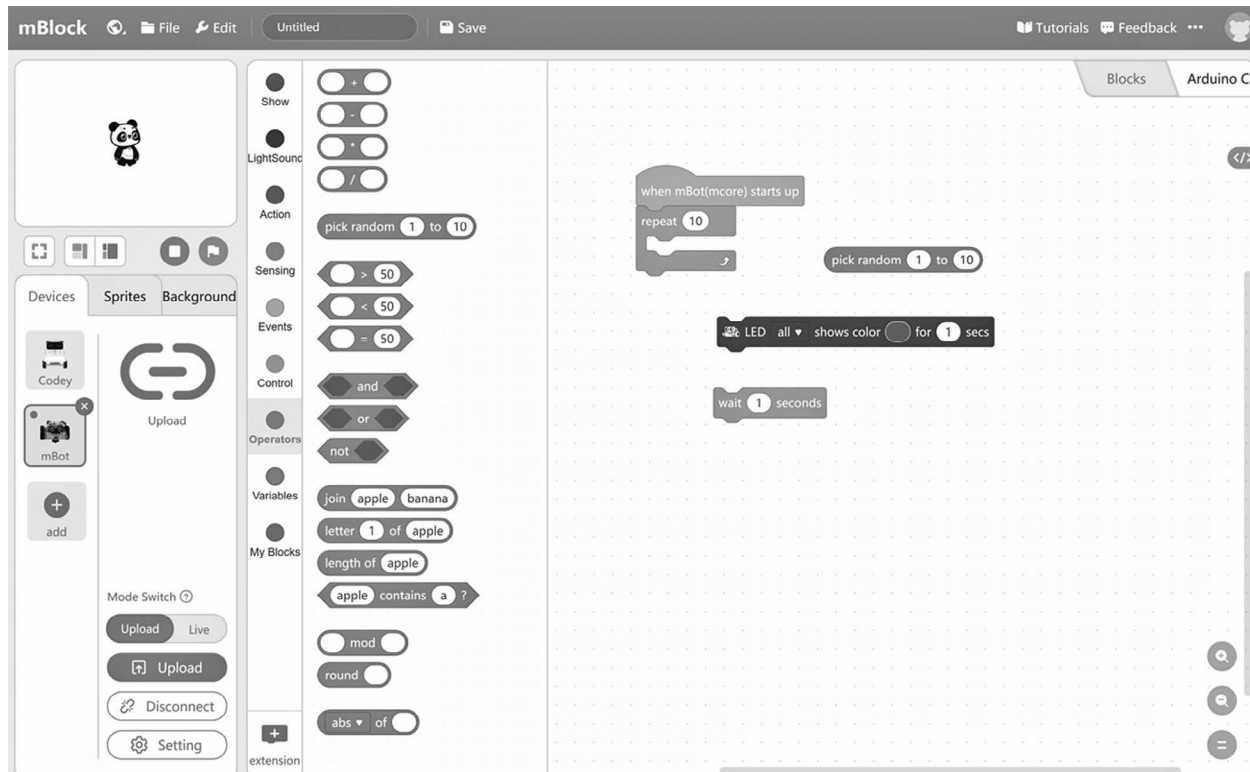 mBlock File Edit Untitled Save Tutorials Feedback
Blocks Arduino C
Devices Sprites Background
Codey
mBot
add
Upload
Mode Switch
Upload Live
Upload
Disconnect
Setting
Show
LightSound
Action
Sensing
Events
Control
Operators
Variables
My Blocks
extension
+
-
*
/
pick random 1 to 10
> 50
< 50
= 50
and
or
not
join apple banana
letter 1 of apple
length of apple
apple contains a ?
mod
round
abs of
when mBot(mcore) starts up
repeat 10
pick random 1 to 10
LED all shows color for 1 secs
wait 1 seconds